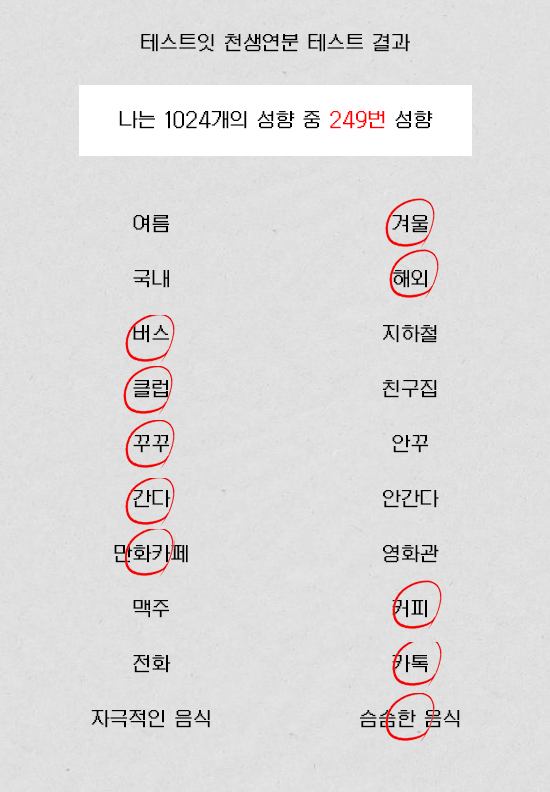 테스트잇 천생연분 테스트 결과
나는 1024개의 성향 중 249번 성향
여름 겨울
국내 해외
버스 지하철
클럽 친구집
꾸꾸 안꾸
간다 안간다
만화카페 영화관
맥주 커피
전화 카톡
자극적인 음식 슴슴한 음식